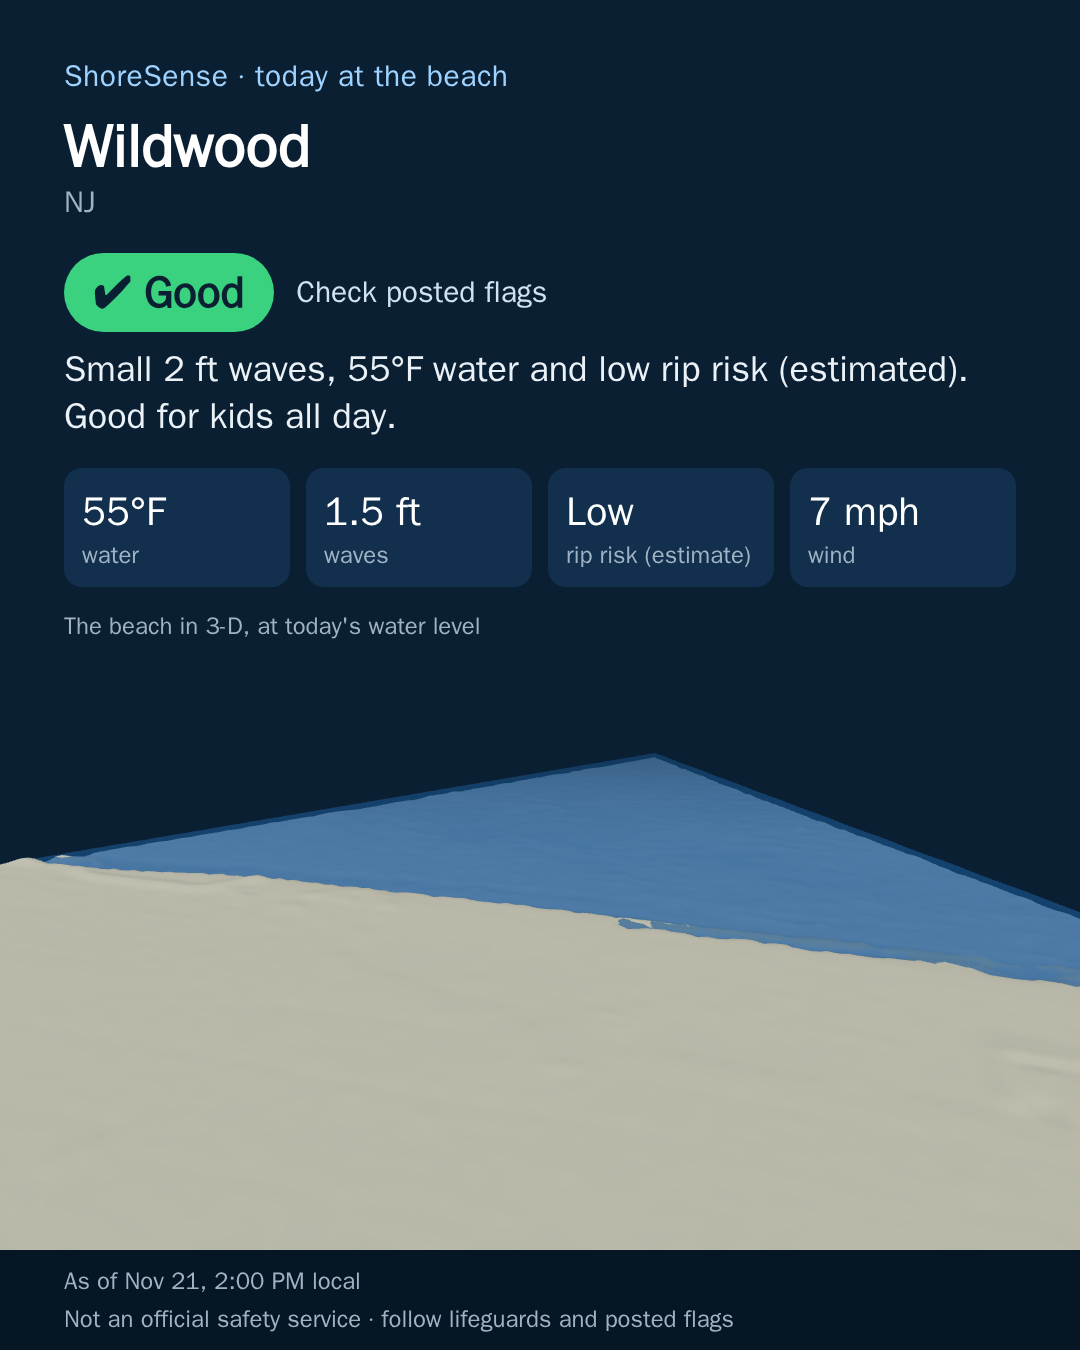 ShoreSense · today at the beach
Wildwood
NJ
✔ Good
Check posted flags
Small 2 ft waves, 55°F water and low rip risk (estimated).
Good for kids all day.
55°F
water
1.5 ft
waves
Low
rip risk (estimate)
7 mph
wind
The beach in 3-D, at today's water level
As of Nov 21, 2:00 PM local
Not an official safety service · follow lifeguards and posted flags